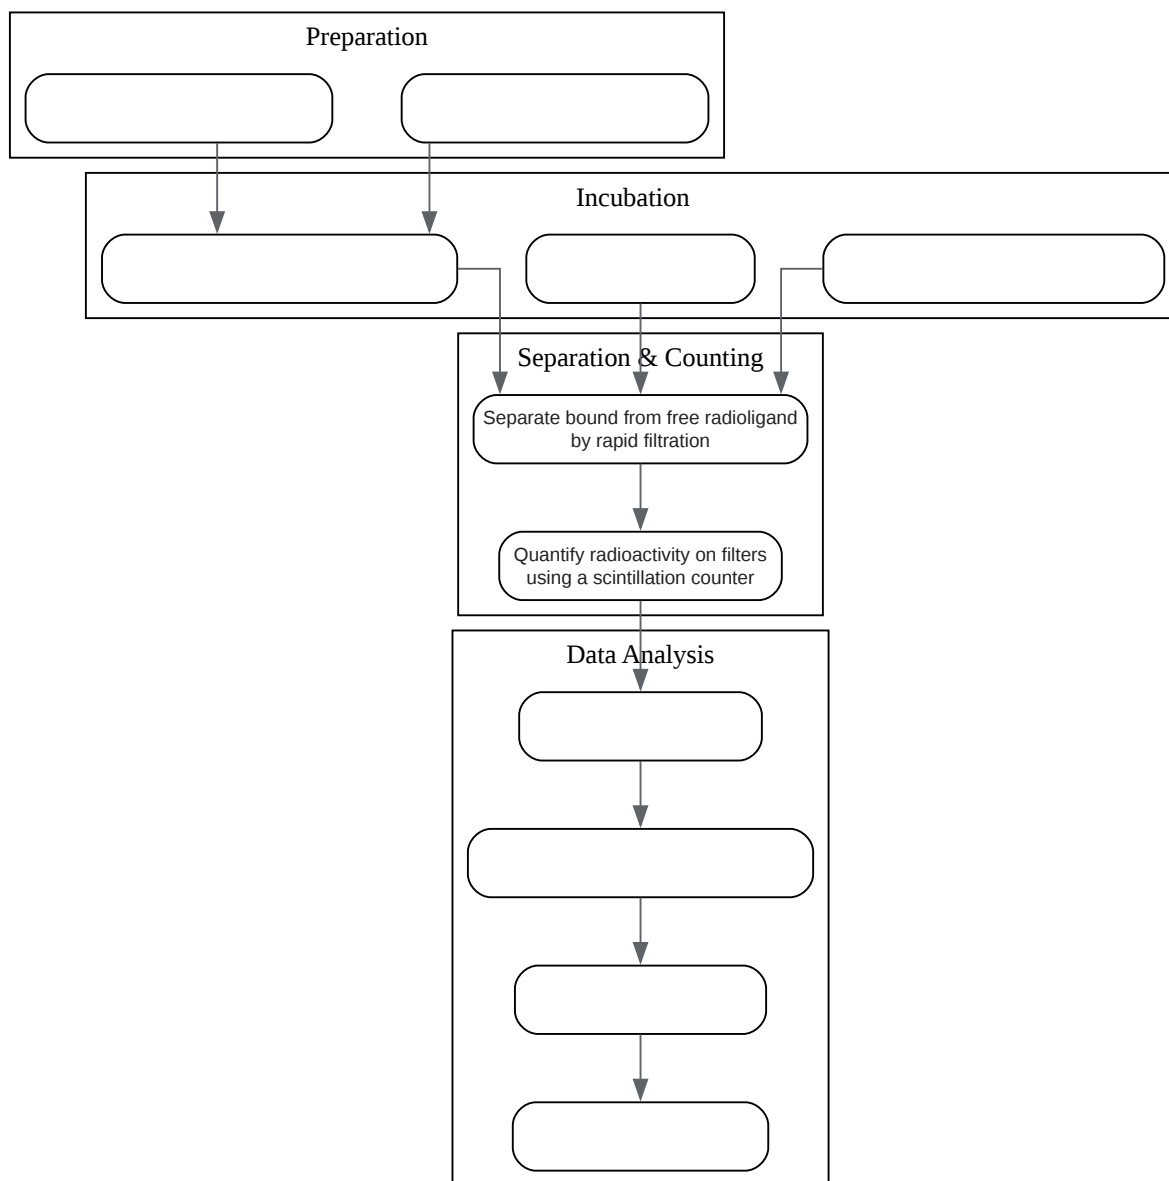 Preparation
Incubation
Separation & Counting
Separate bound from free radioligand
by rapid filtration
Quantify radioactivity on filters
using a scintillation counter
Data Analysis